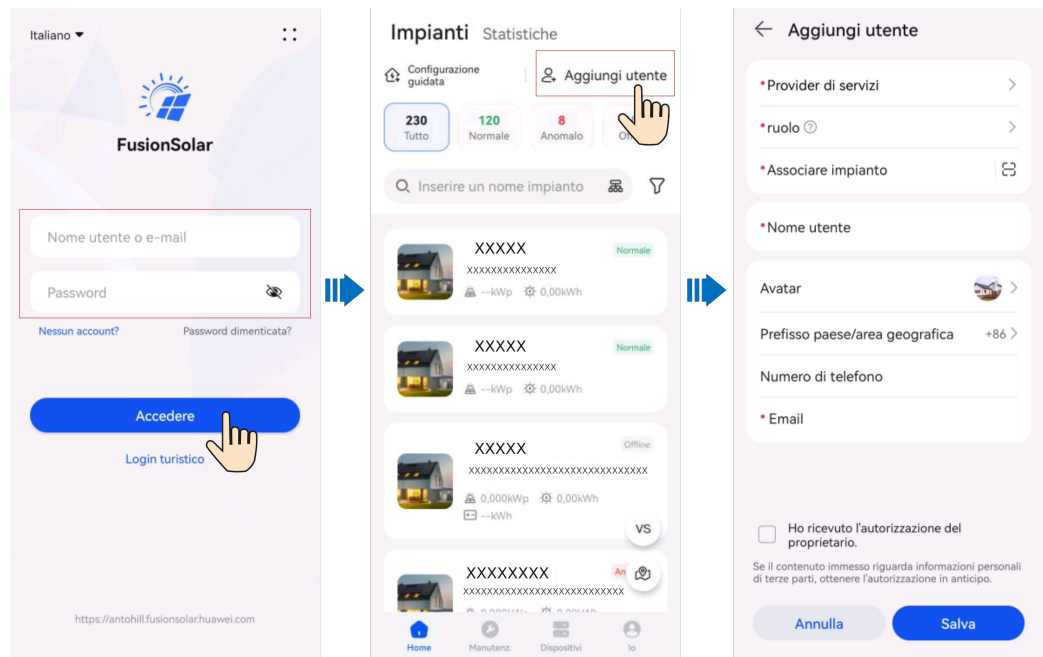 Italiano
FusionSolar
Nome utente o e-mail
Password
Nessun account?
Password dimenticata?
Accedere
Login turistico
https://antohill.fusionsolar.huawei.com
Impianti Statistiche
Configurazione
guidata
Aggiungi utente
230
Tutto
120
Normale
8
Anomalo
Inserire un nome impianto
XXXXX
Normale
xxxxxxxxxxxxxxx
--kWp
0,00kWh
XXXXX
Normale
xxxxxxxxxxxxxxx
--kWp
0,00kWh
XXXXX
Offline
xxxxxxxxxxxxxxxxxxxxxxxxxxxxxx
0,000kWp
0,00kWh
--kWh
VS
XXXXXXXX
An
xxxxxxxxxxxxxxxxxxxxxxxxxxx
Home
Manutenz.
Dispositivi
Io
Aggiungi utente
*Provider di servizi
*ruolo
*Associare impianto
*Nome utente
Avatar
Prefisso paese/area geografica +86
Numero di telefono
* Email
Ho ricevuto l'autorizzazione del
proprietario.
Se il contenuto immesso riguarda informazioni personali
di terze parti, ottenere l'autorizzazione in anticipo.
Annulla
Salva